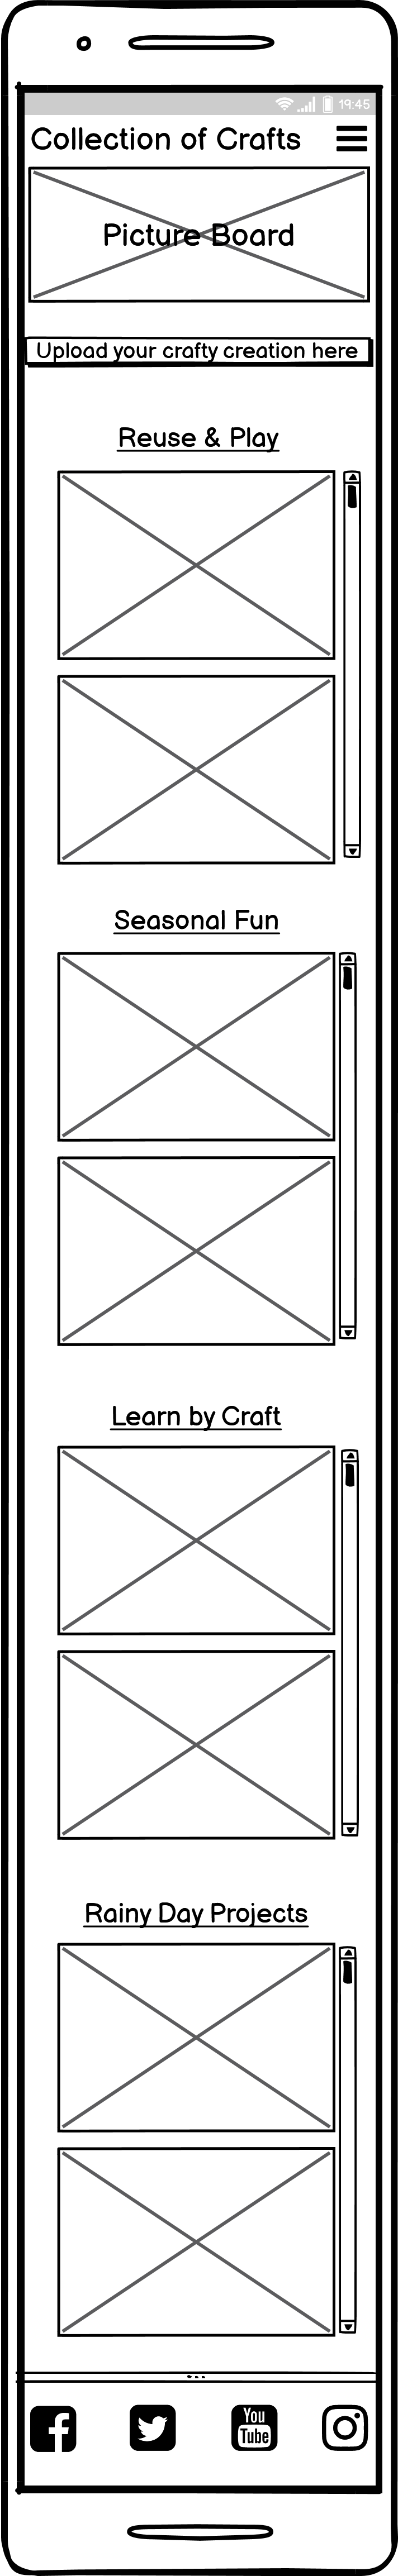 19:45
Collection of Crafts
Picture Board
Upload your crafty creation here
Reuse & Play
Seasonal Fun
Learn by Craft
Rainy Day Projects
You
Tube